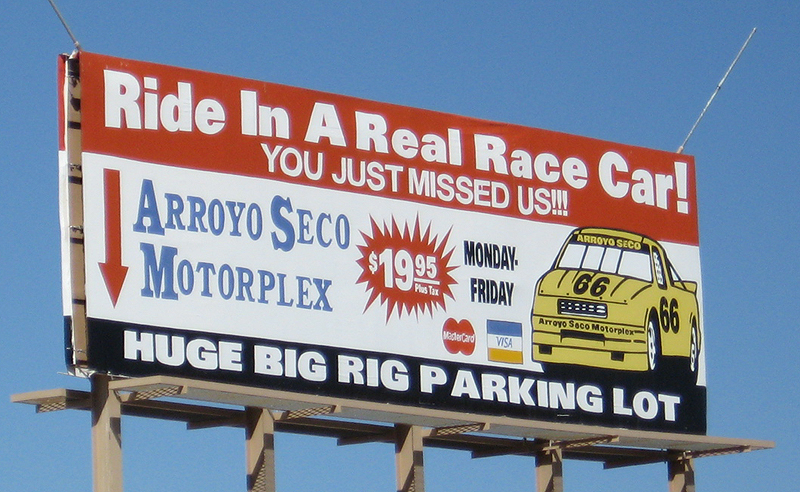 Ride In A Real Race Car!
YOU JUST MISSED US!!!
ARROYO SECO
MOTORPLEX
$19 95
Plus Tax
MONDAY-
FRIDAY
MasterCard
VISA
ARROYO SECO
66
66
Arroyo Seco Motorplex
HUGE BIG RIG PARKING LOT